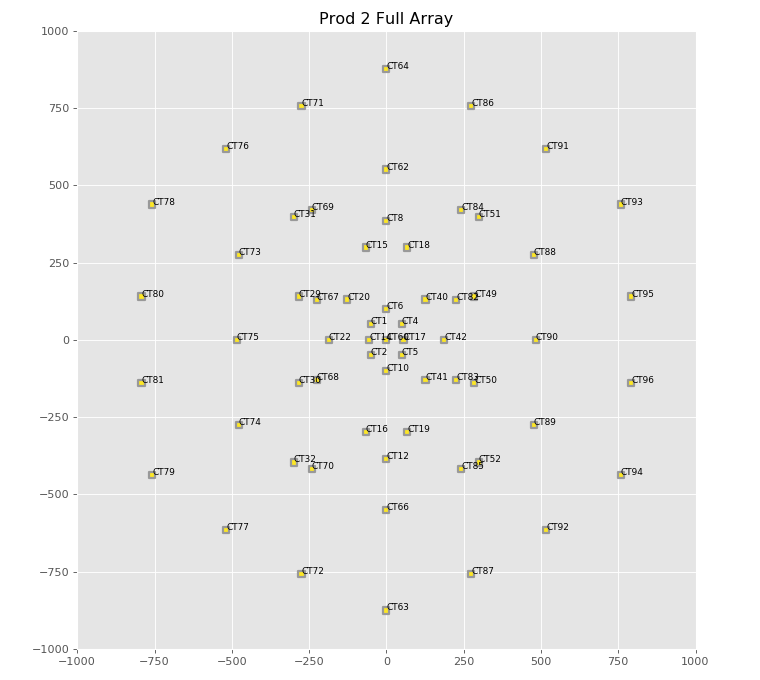 Prod 2 Full Array
1000
CT64
CT71
CT86
750
CT76
CT91
CT62
500
CT78
CT93
CT69
CT84
CT31
CT51
CT8
CT15
CT18
CT73
CT88
250
CT80
CT29
CT67
CT20
CT40
CT82
CT49
CT95
CT6
CT1
CT4
0
CT75
CT22
CT14
CT60
CT17
CT42
CT90
CT2
CT5
CT10
CT81
CT30
CT68
CT41
CT83
CT50
CT96
−250
CT74
CT89
CT16
CT19
CT12
CT32
CT70
CT85
CT52
CT79
CT94
−500
CT66
CT77
CT92
−750
CT72
CT87
CT63
−1000
−1000
−750
−500
−250
0
250
500
750
1000